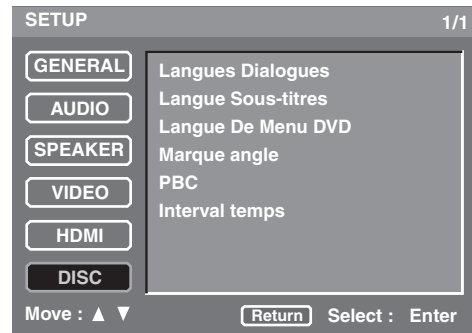 SETUP 1/1
GENERAL
AUDIO
SPEAKER
VIDEO
HDMI
DISC
Langues Dialogues
Langue Sous-titres
Langue De Menu DVD
Marque angle
PBC
Interval temps
Move : ▲ ▼ Return Select : Enter